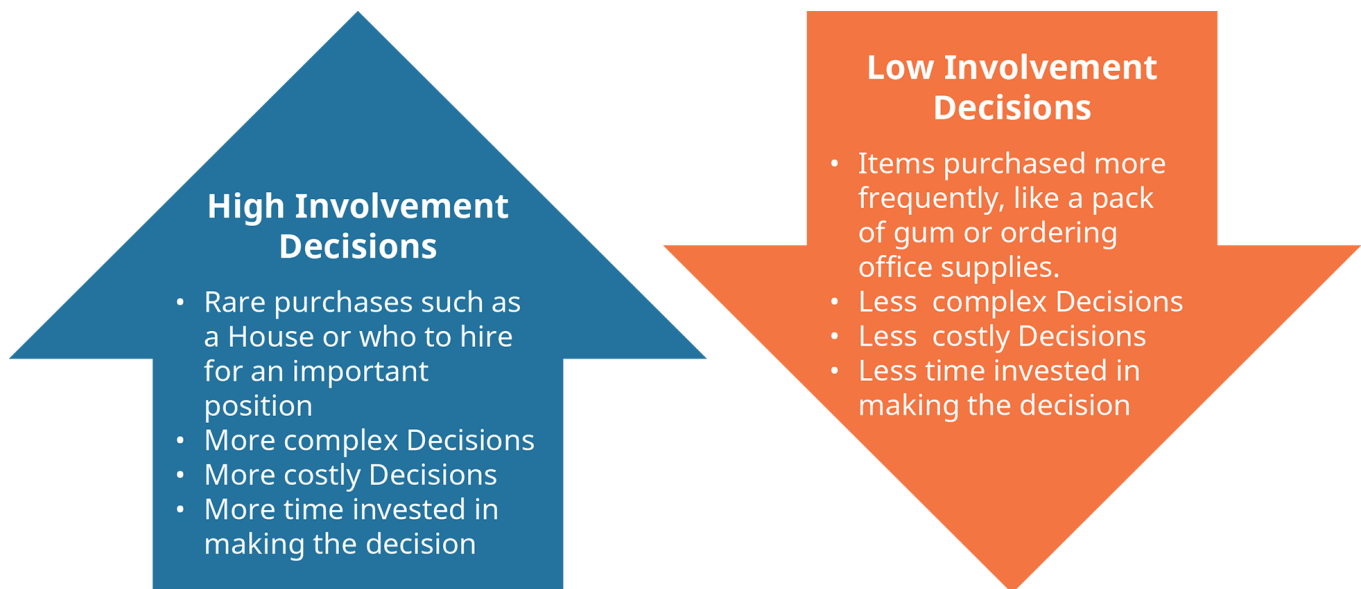 High Involvement
Decisions
• Rare purchases such as
a House or who to hire
for an important
position
• More complex Decisions
• More costly Decisions
• More time invested in
making the decision
Low Involvement
Decisions
• Items purchased more
frequently, like a pack
of gum or ordering
office supplies.
• Less  complex Decisions
• Less  costly Decisions
• Less time invested in
making the decision